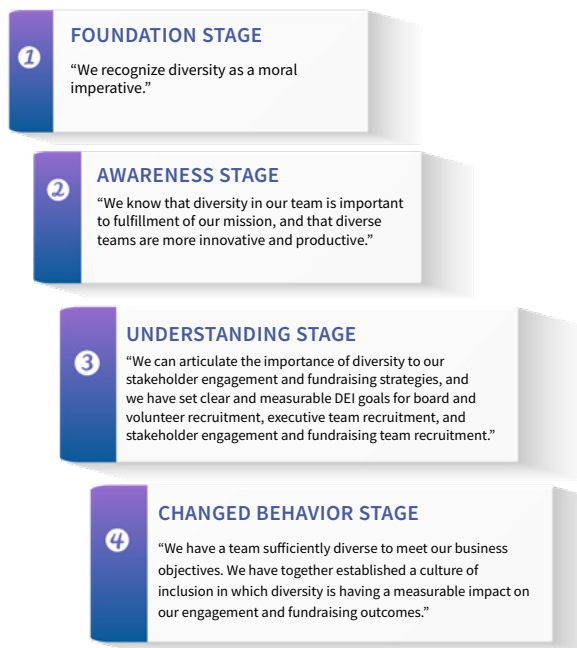 1
FOUNDATION STAGE
“We recognize diversity as a moral
imperative.”
2
AWARENESS STAGE
“We know that diversity in our team is important
to fulfillment of our mission, and that diverse
teams are more innovative and productive.”
3
UNDERSTANDING STAGE
“We can articulate the importance of diversity to our
stakeholder engagement and fundraising strategies, and
we have set clear and measurable DEI goals for board and
volunteer recruitment, executive team recruitment, and
stakeholder engagement and fundraising team recruitment.”
4
CHANGED BEHAVIOR STAGE
“We have a team sufficiently diverse to meet our business
objectives. We have together established a culture of
inclusion in which diversity is having a measurable impact on
our engagement and fundraising outcomes.”